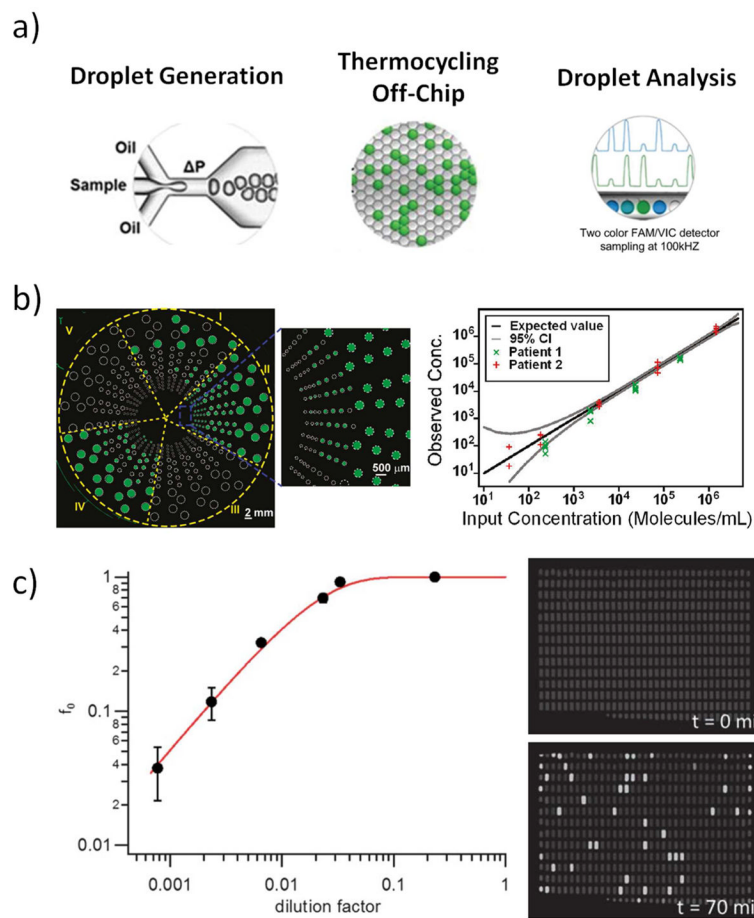 a)
Droplet Generation
Thermocycling
Off-Chip
Droplet Analysis
Oil
ΔP
Sample
Oil
Two color FAM/VIC detector
sampling at 100kHZ
b)
I
II
III
IV
V
2 mm
500 μm
Observed Conc.
10⁶
10⁵
10⁴
10³
10²
10¹
Expected value
95% CI
Patient 1
Patient 2
10¹ 10² 10³ 10⁴ 10⁵ 10⁶
Input Concentration (Molecules/mL)
c)
f₀
1
8
6
4
2
0.1
8
6
4
2
0.01
0.001 0.01 0.1 1
dilution factor
t = 0 mi
t = 70 mi